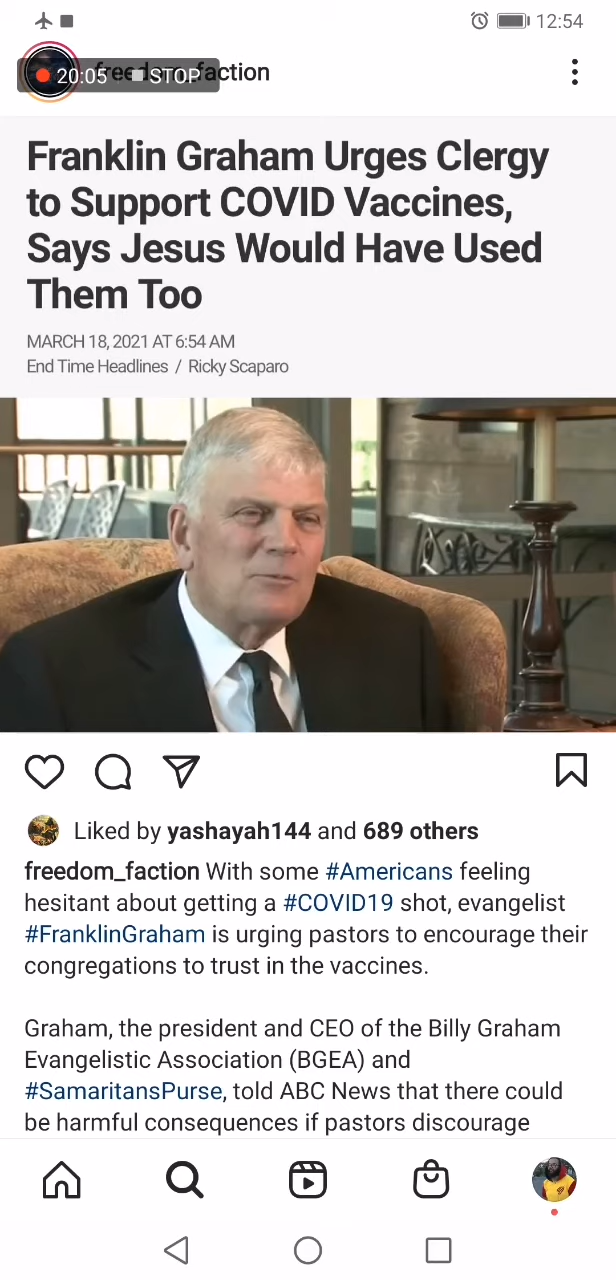 12:54
20:05 STOP
freedom_faction
Franklin Graham Urges Clergy
to Support COVID Vaccines,
Says Jesus Would Have Used
Them Too
MARCH 18, 2021 AT 6:54 AM
End Time Headlines / Ricky Scaparo
Liked by yashayah144 and 689 others
freedom_faction With some #Americans feeling
hesitant about getting a #COVID19 shot, evangelist
#FranklinGraham is urging pastors to encourage their
congregations to trust in the vaccines.
Graham, the president and CEO of the Billy Graham
Evangelistic Association (BGEA) and
#SamaritansPurse, told ABC News that there could
be harmful consequences if pastors discourage